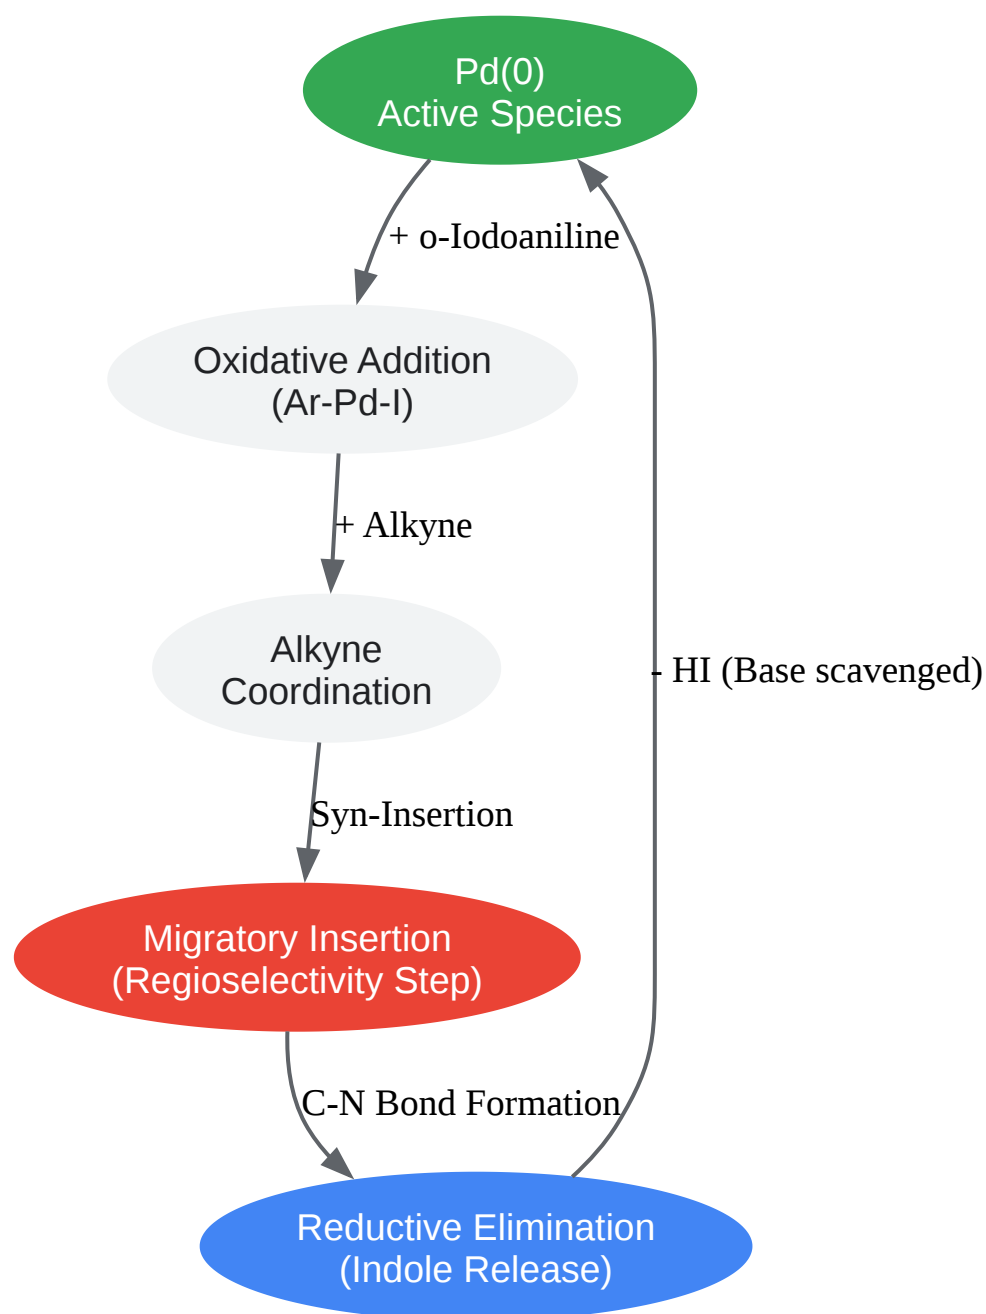 Pd(0)
Active Species
+ o-Iodoaniline
Oxidative Addition
(Ar-Pd-I)
+ Alkyne
Alkyne
Coordination
- HI (Base scavenged)
Syn-Insertion
Migratory Insertion
(Regioselectivity Step)
C-N Bond Formation
Reductive Elimination
(Indole Release)